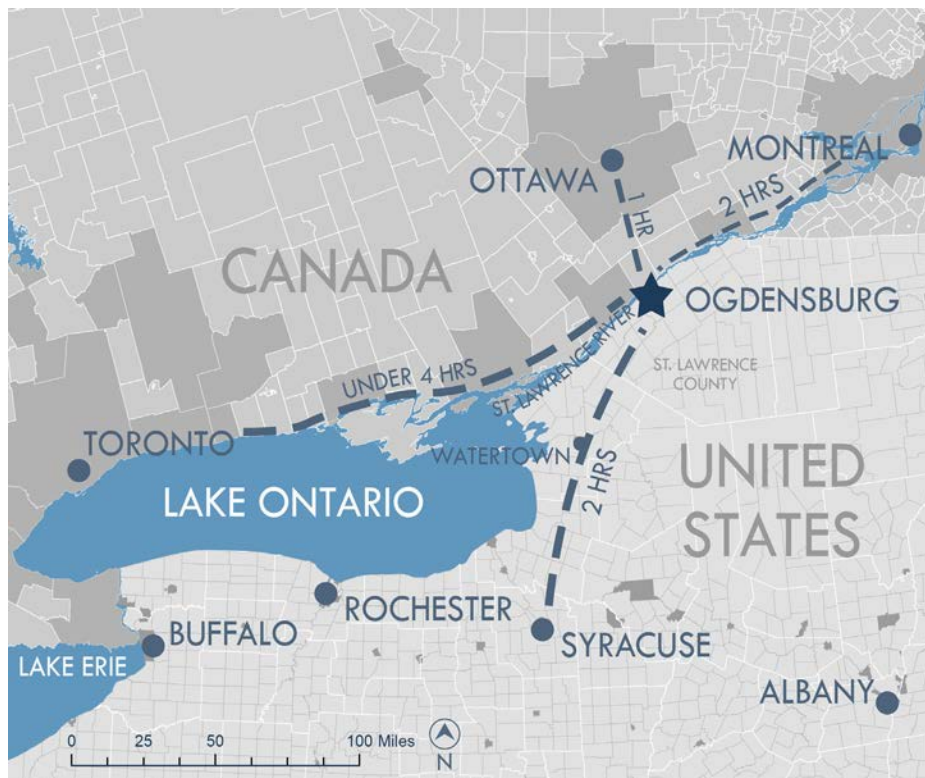 OTTAWA
MONTREAL
1 HR
2 HRS
CANADA
OGDENSBURG
ST. LAWRENCE RIVER
ST. LAWRENCE
COUNTY
UNDER 4 HRS
TORONTO
WATERTOWN
2 HRS
UNITED
STATES
LAKE ONTARIO
ROCHESTER
BUFFALO
SYRACUSE
LAKE ERIE
ALBANY
0 25 50 100 Miles
N